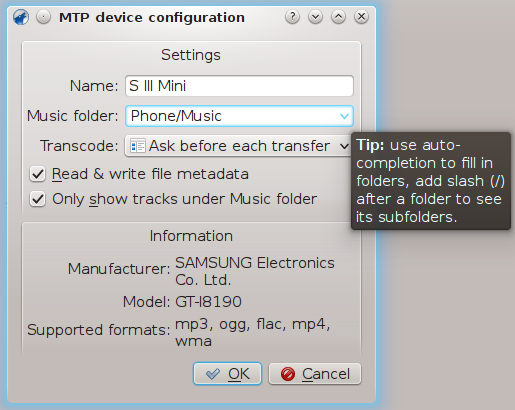 MTP device configuration
Settings
Name: S III Mini
Music folder: Phone/Music
Transcode: Ask before each transfer
Read & write file metadata
Only show tracks under Music folder
Tip: use auto-
completion to fill in
folders, add slash (/)
after a folder to see
its subfolders.
Information
Manufacturer: SAMSUNG Electronics
Co. Ltd.
Model: GT-I8190
Supported formats: mp3, ogg, flac, mp4,
wma
OK Cancel